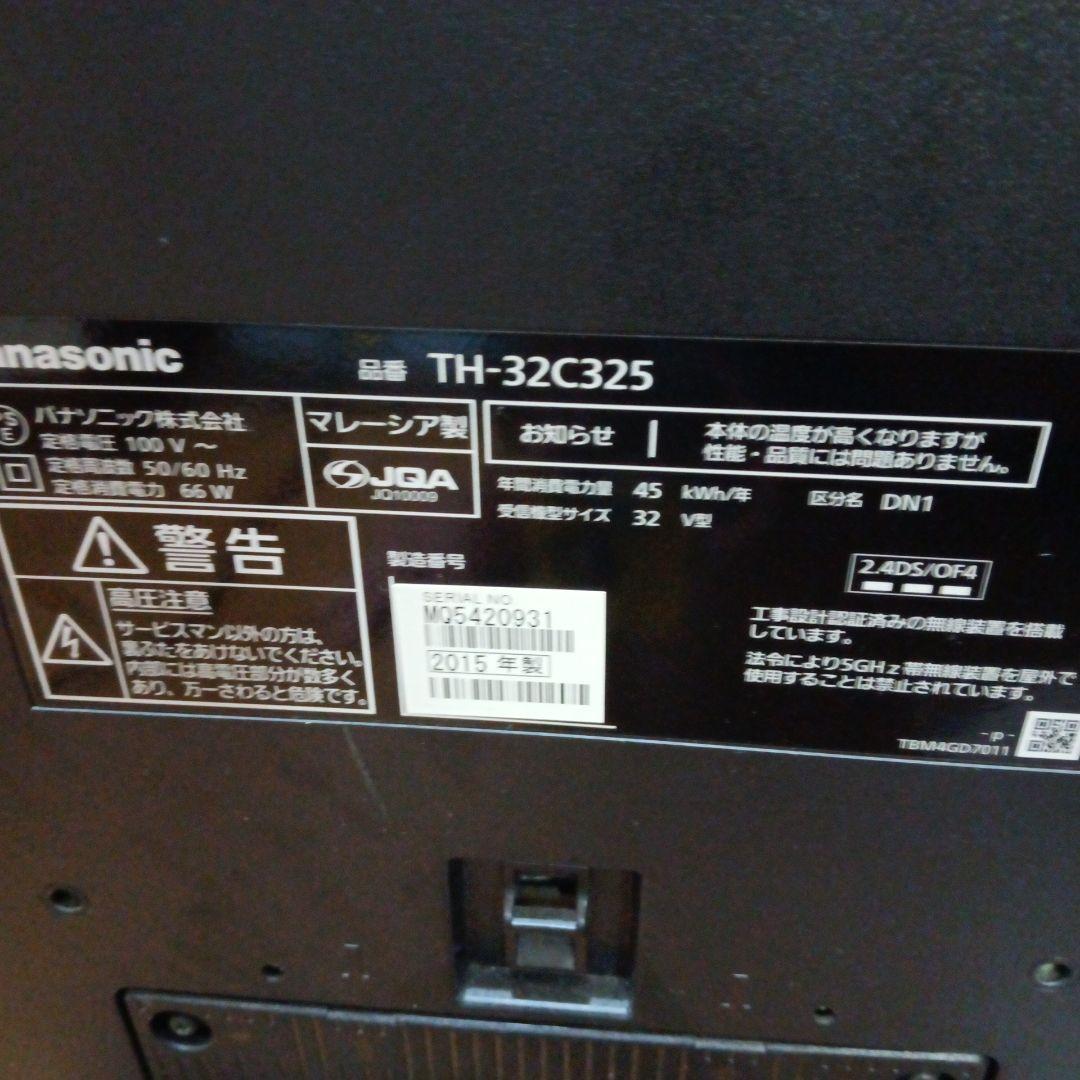 Panasonic
品番 TH-32C325
PS
E
パナソニック株式会社
定格電圧 100 V ～
定格周波数 50/60 Hz
定格消費電力 66 W
マレーシア製
JQA
JQ10009
お知らせ
本体の温度が高くなりますが
性能・品質には問題ありません。
年間消費電力量 45 kWh/年 区分名 DN1
受信機型サイズ 32 V型
警告
高圧注意
サービスマン以外の方は、
裏ぶたをあけないでください。
内部には高電圧部分が数多く
あり、万一さわると危険です。
製造番号
SERIAL NO
MQ5420931
2015 年製
2.4DS/OF4
工事設計認証済みの無線装置を搭載
しています。
法令により5GHz帯無線装置を屋外で
使用することは禁止されています。
-P-
TBM4GD7011